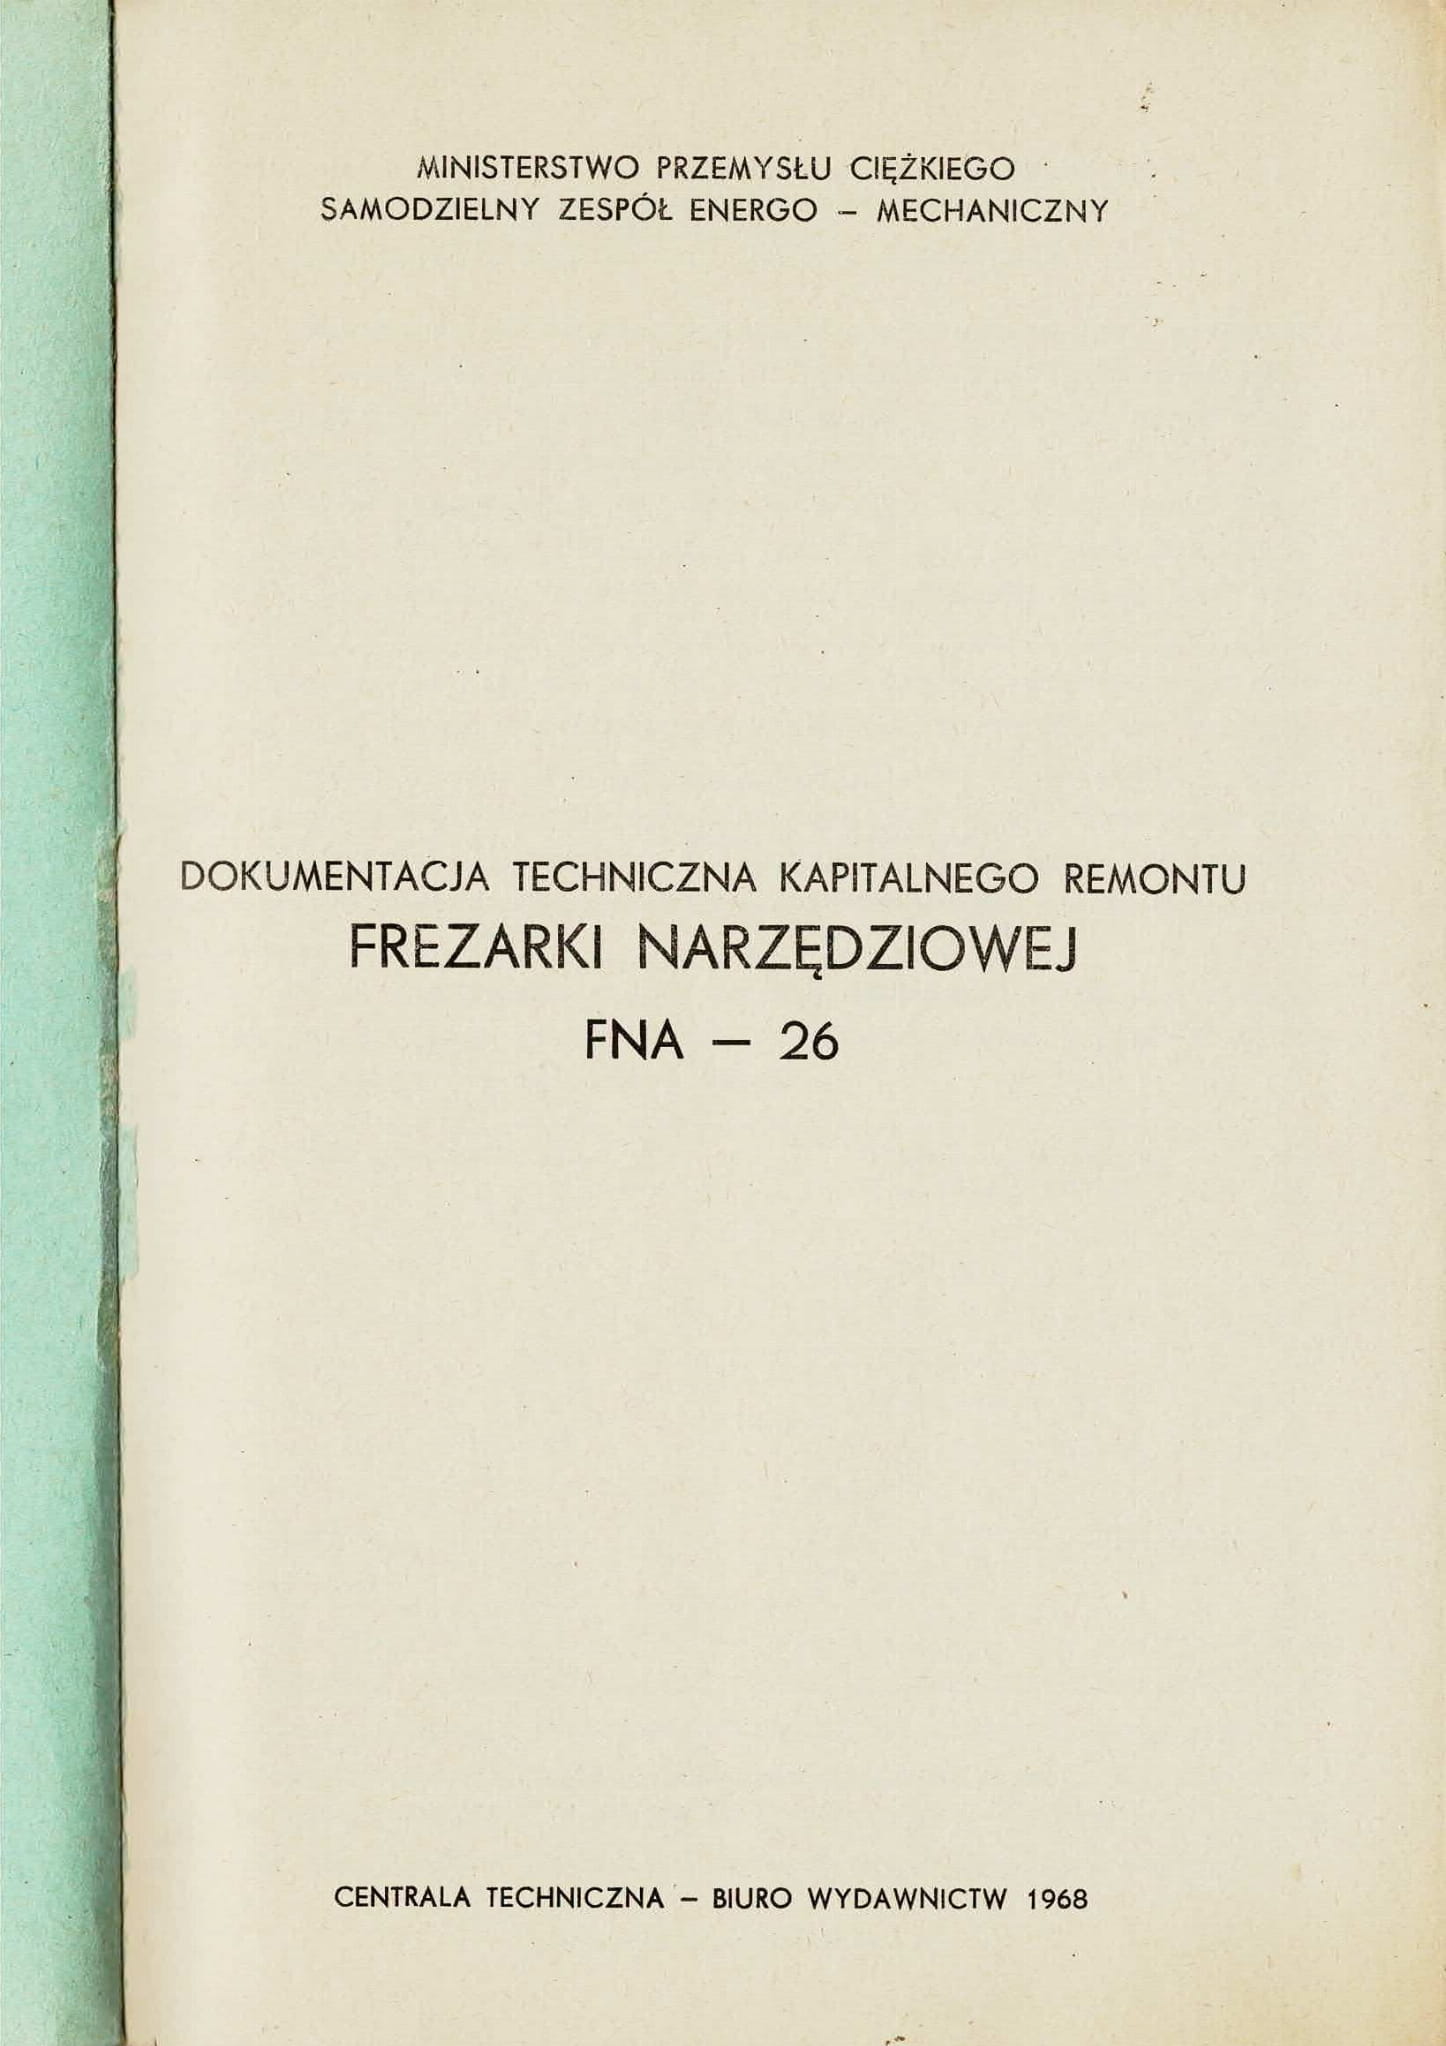 MINISTERSTWO PRZEMYSŁU CIĘŻKIEGO
SAMODZIELNY ZESPÓŁ ENERGO – MECHANICZNY
DOKUMENTACJA TECHNICZNA KAPITALNEGO REMONTU
FREZARKI NARZĘDZIOWEJ
FNA – 26
CENTRALA TECHNICZNA – BIURO WYDAWNICTW 1968